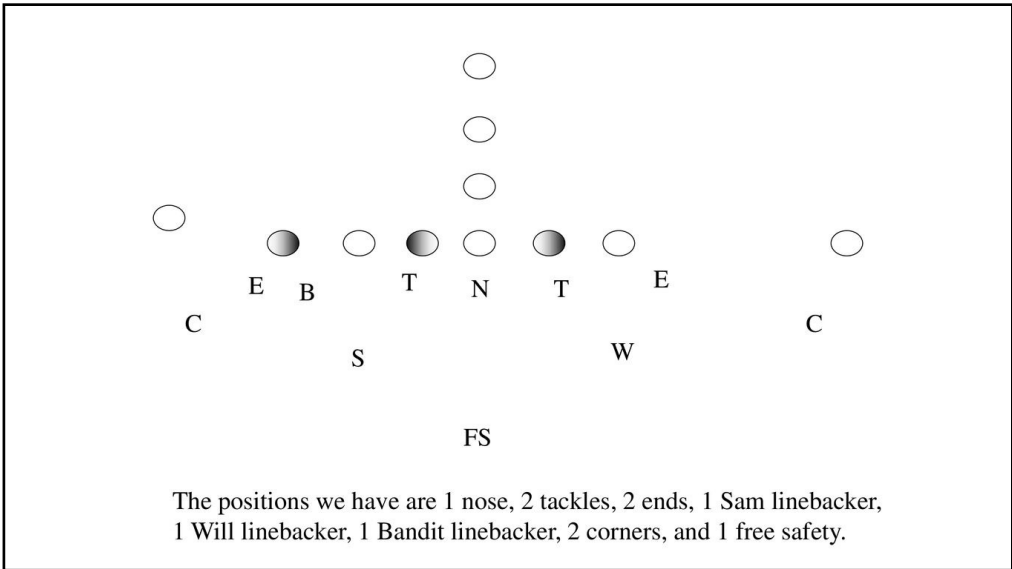 E B T N T E
C C
S W
FS
The positions we have are 1 nose, 2 tackles, 2 ends, 1 Sam linebacker,
1 Will linebacker, 1 Bandit linebacker, 2 corners, and 1 free safety.